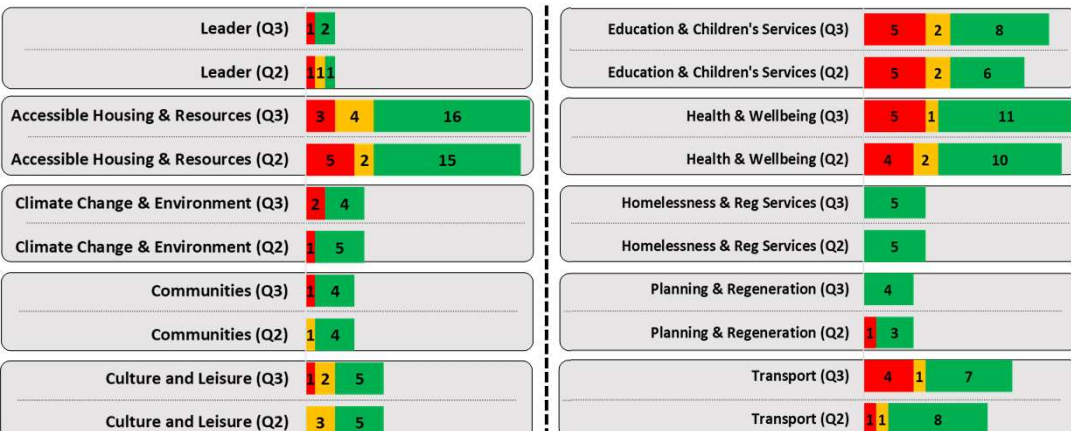 Leader (Q3) 1 2
Leader (Q2) 1 1 1
Accessible Housing & Resources (Q3) 3 4 16
Accessible Housing & Resources (Q2) 5 2 15
Climate Change & Environment (Q3) 2 4
Climate Change & Environment (Q2) 1 5
Communities (Q3) 1 4
Communities (Q2) 1 4
Culture and Leisure (Q3) 1 2 5
Culture and Leisure (Q2) 3 5
Education & Children's Services (Q3) 5 2 8
Education & Children's Services (Q2) 5 2 6
Health & Wellbeing (Q3) 5 1 11
Health & Wellbeing (Q2) 4 2 10
Homelessness & Reg Services (Q3) 5
Homelessness & Reg Services (Q2) 5
Planning & Regeneration (Q3) 4
Planning & Regeneration (Q2) 1 3
Transport (Q3) 4 1 7
Transport (Q2) 1 1 8